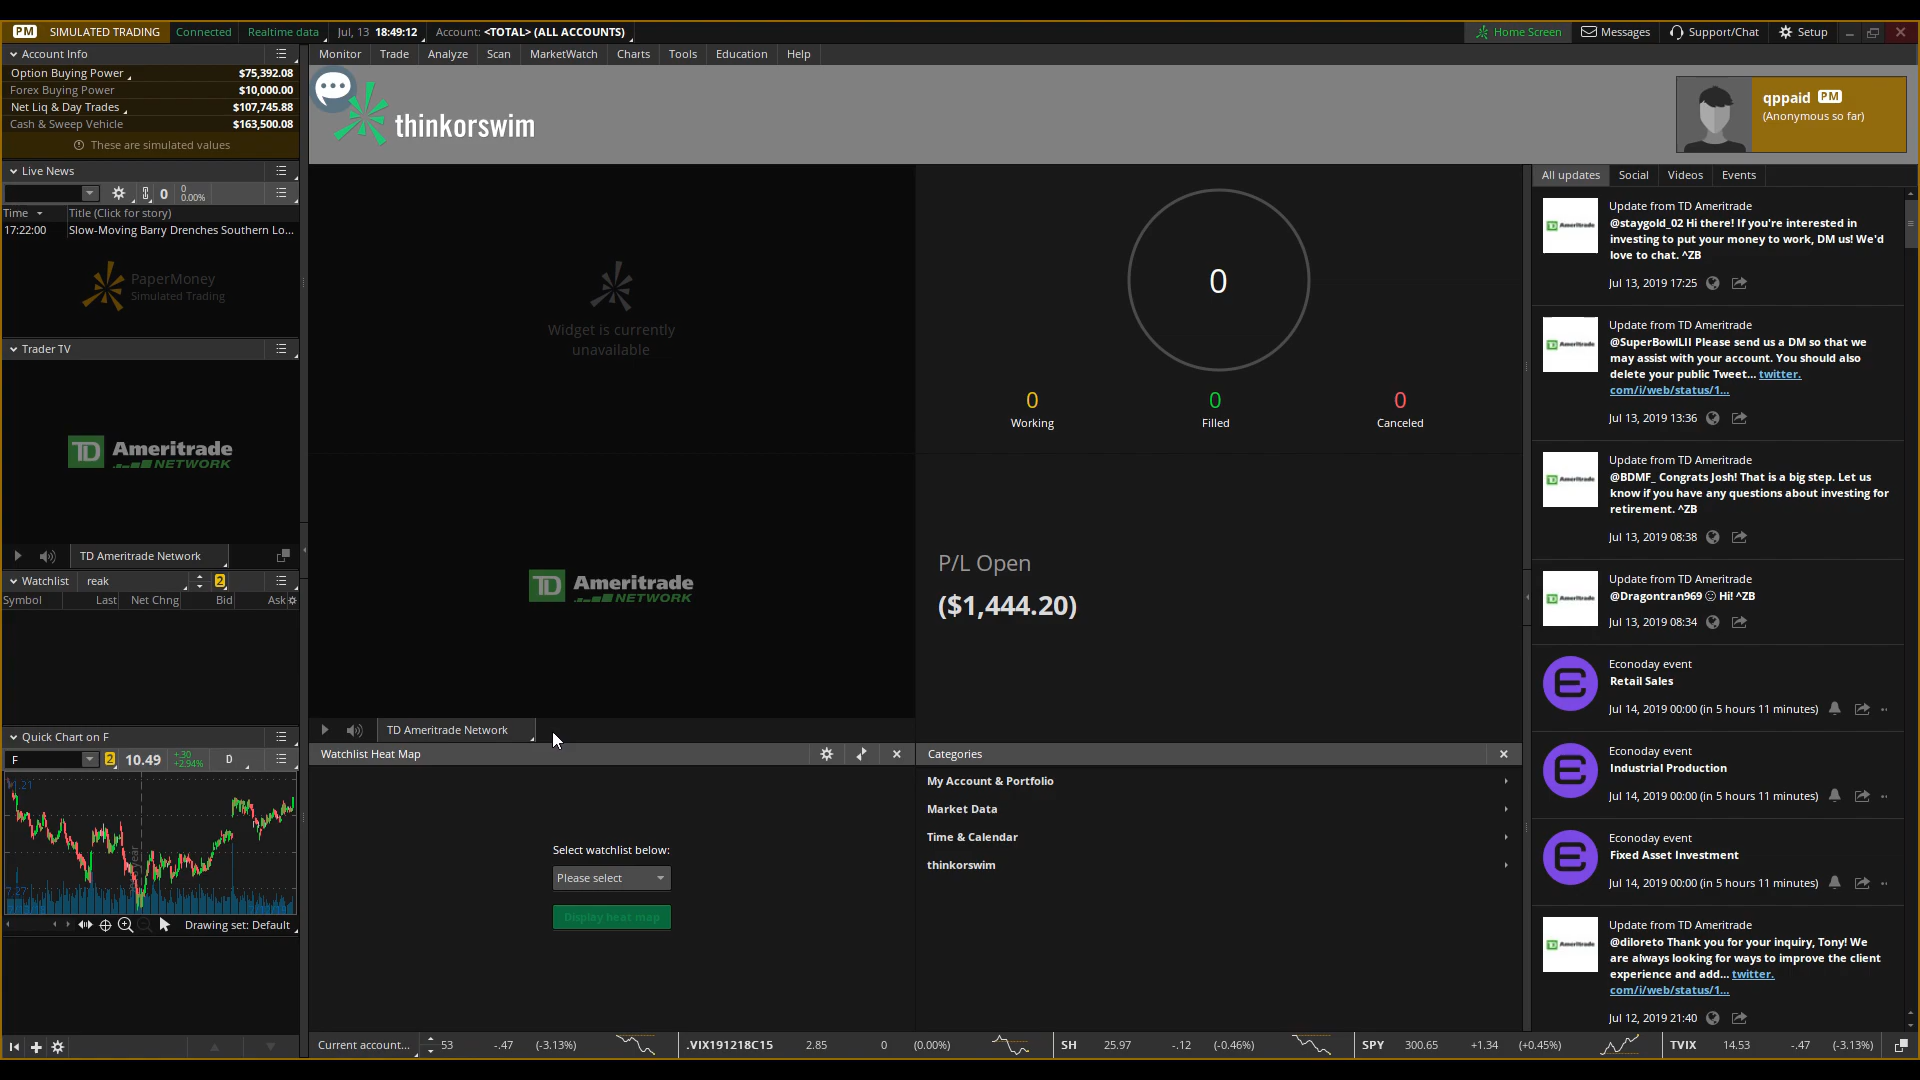 PM SIMULATED TRADING Connected Realtime data Jul, 13 18:49:12 Account: <TOTAL> (ALL ACCOUNTS) Home Screen Messages Support/Chat Setup
Account Info
Option Buying Power $75,392.08
Forex Buying Power $10,000.00
Net Liq & Day Trades $107,745.88
Cash & Sweep Vehicle $163,500.08
These are simulated values
Live News
0 0 0.00%
Time Title (Click for story)
17:22:00 Slow-Moving Barry Drenches Southern Lo...
PaperMoney
Simulated Trading
Trader TV
TD Ameritrade
NETWORK
TD Ameritrade Network
Watchlist reak 2
Symbol Last Net Chng Bid Ask
Quick Chart on F
F 2 10.49 +.30 +2.94% D
Drawing set: Default
Monitor Trade Analyze Scan MarketWatch Charts Tools Education Help
thinkorswim
qppaid PM
(Anonymous so far)
Widget is currently
unavailable
0
0 0 0
Working Filled Canceled
TD Ameritrade
NETWORK
P/L Open
($1,444.20)
TD Ameritrade Network
Watchlist Heat Map
Select watchlist below:
Please select
Display heat map
Categories
My Account & Portfolio
Market Data
Time & Calendar
thinkorswim
All updates Social Videos Events
Update from TD Ameritrade
@staygold_02 Hi there! If you're interested in
investing to put your money to work, DM us! We'd
love to chat. ^ZB
Jul 13, 2019 17:25
Update from TD Ameritrade
@SuperBowlLII Please send us a DM so that we
may assist with your account. You should also
delete your public Tweet... twitter.
com/i/web/status/1...
Jul 13, 2019 13:36
Update from TD Ameritrade
@BDMF_ Congrats Josh! That is a big step. Let us
know if you have any questions about investing for
retirement. ^ZB
Jul 13, 2019 08:38
Update from TD Ameritrade
@Dragontran969 ☺ Hi! ^ZB
Jul 13, 2019 08:34
Econoday event
Retail Sales
Jul 14, 2019 00:00 (in 5 hours 11 minutes)
Econoday event
Industrial Production
Jul 14, 2019 00:00 (in 5 hours 11 minutes)
Econoday event
Fixed Asset Investment
Jul 14, 2019 00:00 (in 5 hours 11 minutes)
Update from TD Ameritrade
@diloreto Thank you for your inquiry, Tony! We
are always looking for ways to improve the client
experience and add... twitter.
com/i/web/status/1...
Jul 12, 2019 21:40
Current account... 53 -.47 (-3.13%) .VIX191218C15 2.85 0 (0.00%) SH 25.97 -.12 (-0.46%) SPY 300.65 +1.34 (+0.45%) TVIX 14.53 -.47 (-3.13%)